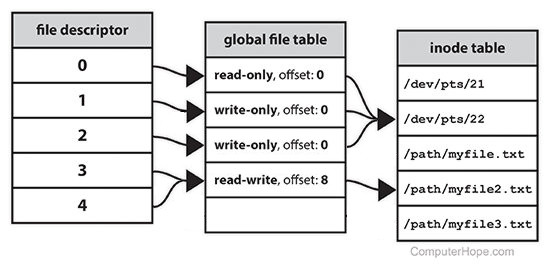 file descriptor
0
1
2
3
4
global file table
read-only, offset: 0
write-only, offset: 0
write-only, offset: 0
read-write, offset: 8
inode table
/dev/pts/21
/dev/pts/22
/path/myfile.txt
/path/myfile2.txt
/path/myfile3.txt
ComputerHope.com